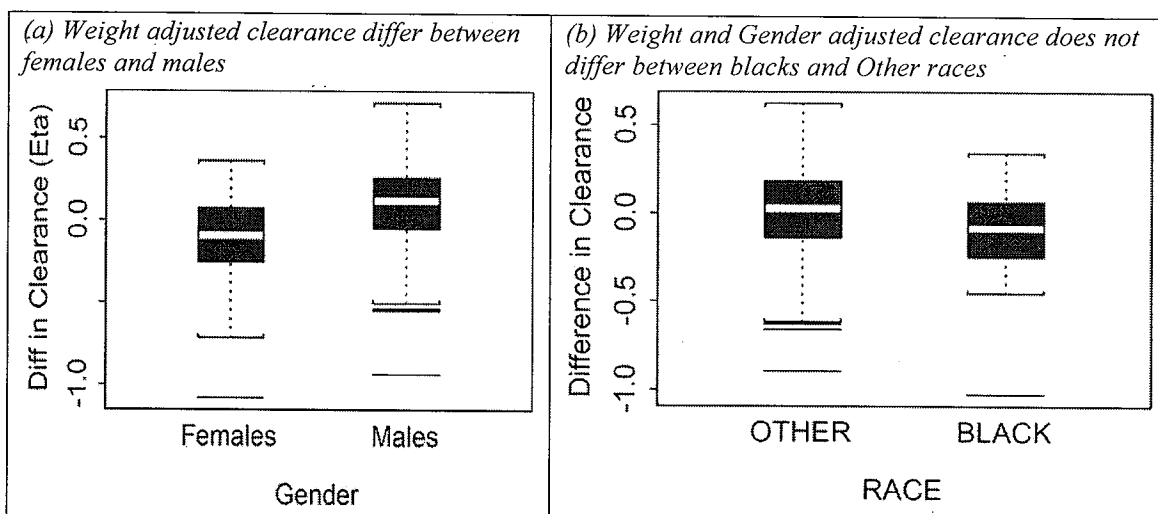 (a) Weight adjusted clearance differ between
females and males
Diff in Clearance (Eta)
0.5
0.0
-1.0
Females Males
Gender
(b) Weight and Gender adjusted clearance does not
differ between blacks and Other races
Difference in Clearance
0.5
0.0
-0.5
-1.0
OTHER BLACK
RACE